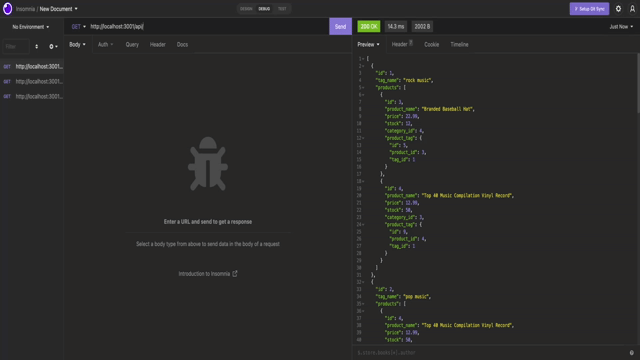 Insomnia / New Document
DESIGN DEBUG TEST
Setup Git Sync
No Environment
GET http://localhost:3001/api/ Send
200 OK 14.3 ms 2002 B Just Now
Filter
Body Auth Query Header Docs
Preview Header Cookie Timeline
GET http://localhost:3001...
GET http://localhost:3001...
GET http://localhost:3001...
Enter a URL and send to get a response
Select a body type from above to send data in the body of a request
Introduction to Insomnia
1 [
2 {
3 "id":
4 "tag_name": "rock music",
5 "products": [
6 {
7 "id": 3,
8 "product_name": "Branded Baseball Hat",
9 "price": 22.99,
10 "stock": 12,
11 "category_id": 4,
12 "product_tag": {
13 "id":
14 "product_id": 3,
15 "tag_id": 1
16 }
17 },
18 {
19 "id": 4,
20 "product_name": "Top 40 Music Compilation Vinyl Record",
21 "price": 12.99,
22 "stock": 50,
23 "category_id": 3,
24 "product_tag": {
25 "id":
26 "product_id": 4,
27 "tag_id": 1
28 }
29 }
30 ]
31 },
32 {
33 "id":
34 "tag_name": "pop music",
35 "products": [
36 {
37 "id": 4,
38 "product_name": "Top 40 Music Compilation Vinyl Record",
39 "price": 12.99,
40 "stock": 50,
$.store.books[*].author